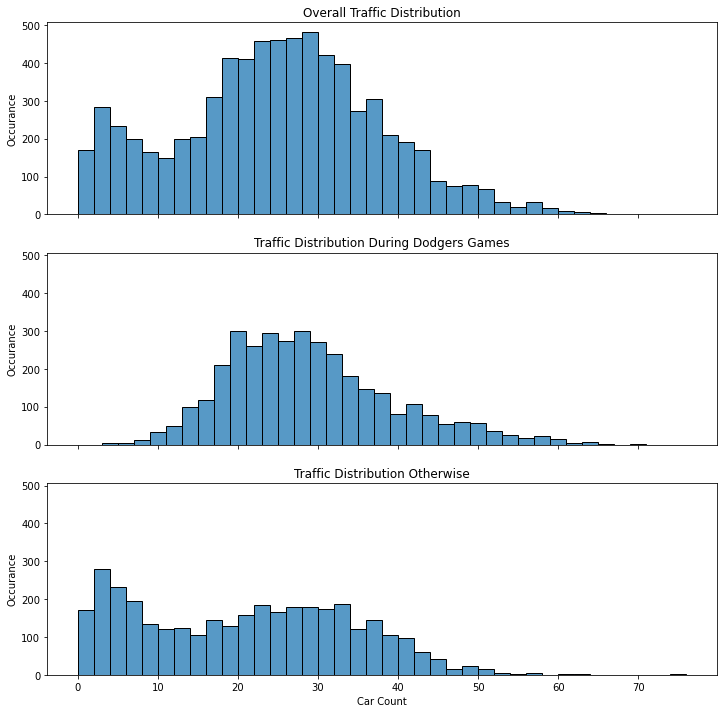 Overall Traffic Distribution
500
400
300
200
100
0
Occurance
Traffic Distribution During Dodgers Games
500
400
300
200
100
0
Occurance
Traffic Distribution Otherwise
500
400
300
200
100
0
Occurance
0 10 20 30 40 50 60 70
Car Count